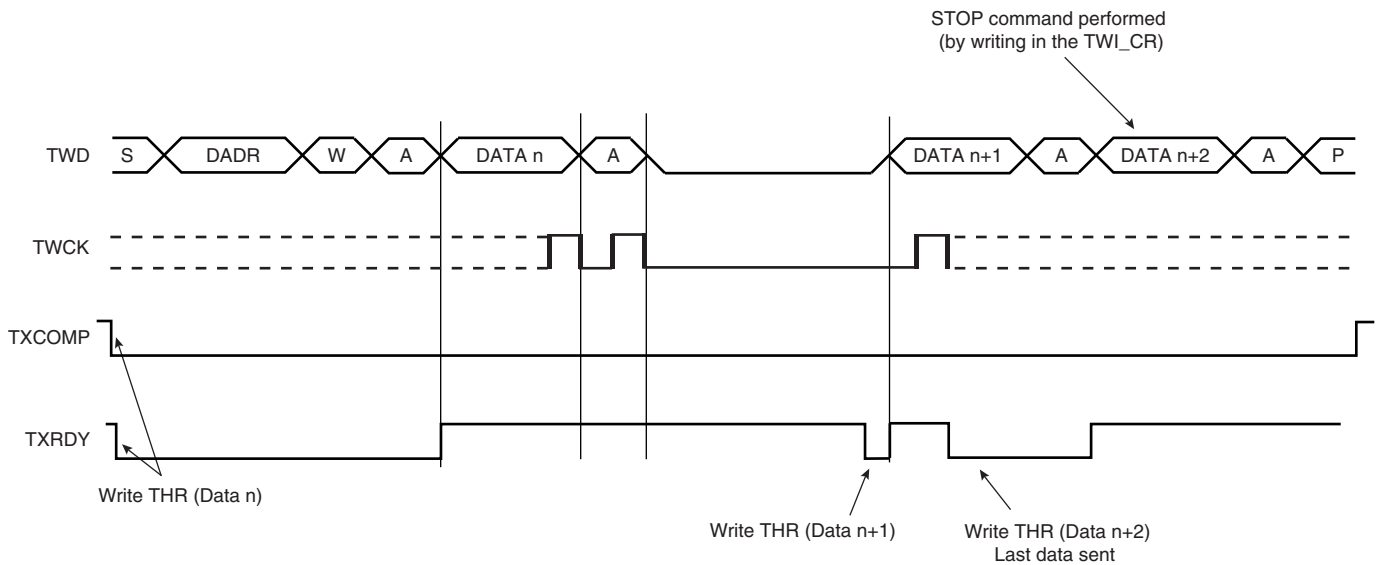 STOP command performed
(by writing in the TWI_CR)
TWD
S
DADR
W
A
DATA n
A
DATA n+1
A
DATA n+2
A
P
TWCK
TXCOMP
TXRDY
Write THR (Data n)
Write THR (Data n+1)
Write THR (Data n+2)
Last data sent